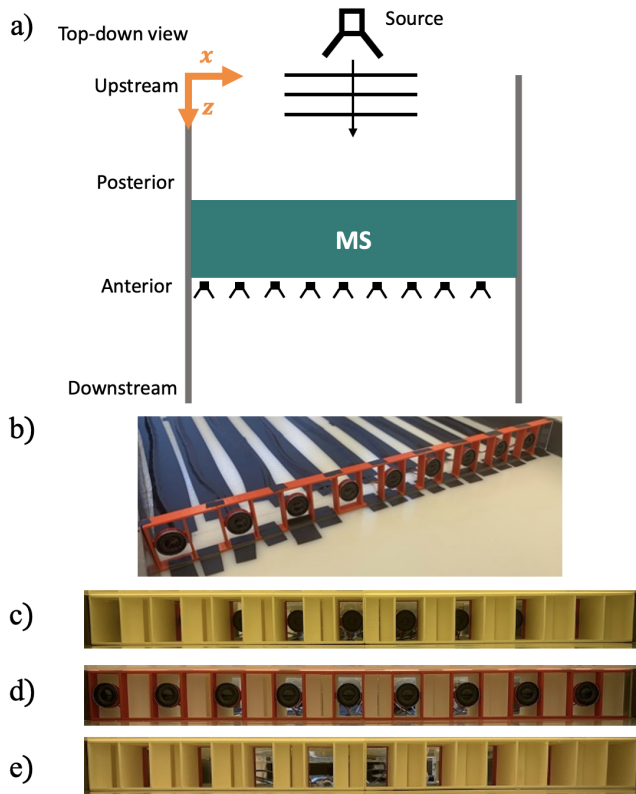 a)
Top-down view
Source
x
Upstream
z
Posterior
MS
Anterior
Downstream
b)
c)
d)
e)